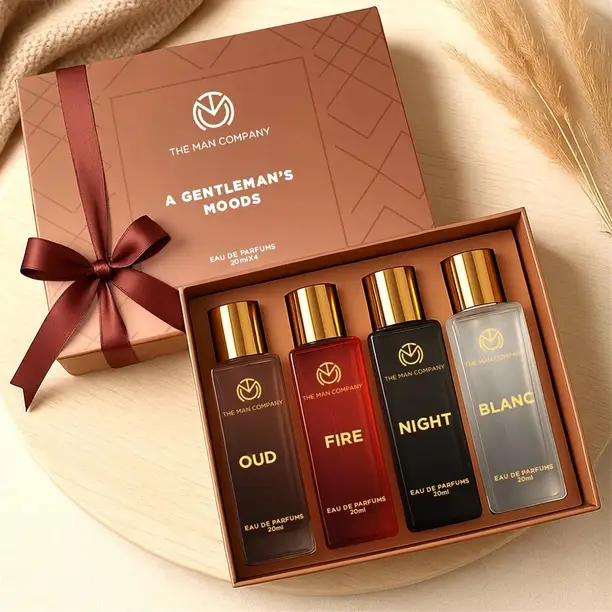 THE MAN COMPANY
A GENTLEMAN'S
MOODS
EAU DE PARFUMS
20mlX4
THE MAN COMPANY
OUD
EAU DE PARFUMS
20ml
THE MAN COMPANY
FIRE
EAU DE PARFUMS
20ml
THE MAN COMPANY
NIGHT
EAU DE PARFUMS
20ml
THE MAN COMPANY
BLANC
EAU DE PARFUMS
20ml